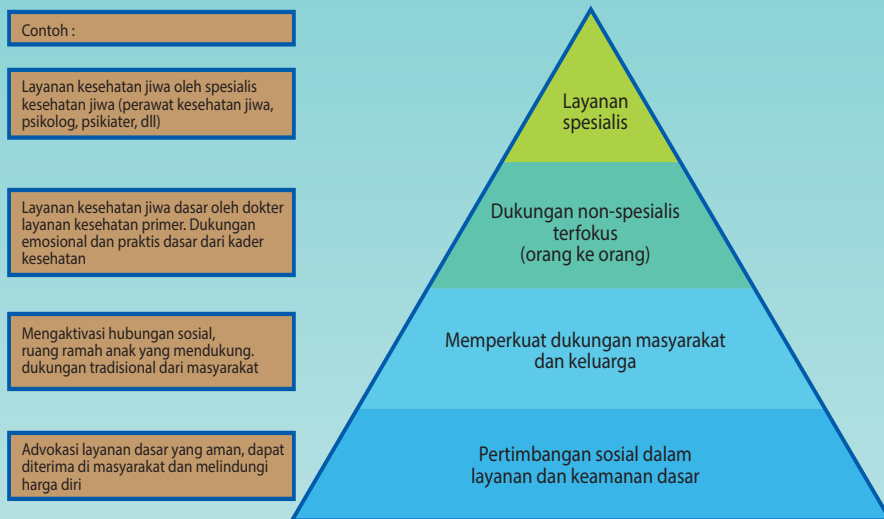 Contoh :
Layanan kesehatan jiwa oleh spesialis
kesehatan jiwa (perawat kesehatan jiwa,
psikolog, psikiater, dll)
Layanan
spesialis
Layanan kesehatan jiwa dasar oleh dokter
layanan kesehatan primer. Dukungan
emosional dan praktis dasar dari kader
kesehatan
Dukungan non-spesialis
terfokus
(orang ke orang)
Mengaktivasi hubungan sosial,
ruang ramah anak yang mendukung.
dukungan tradisional dari masyarakat
Memperkuat dukungan masyarakat
dan keluarga
Advokasi layanan dasar yang aman, dapat
diterima di masyarakat dan melindungi
harga diri
Pertimbangan sosial dalam
layanan dan keamanan dasar